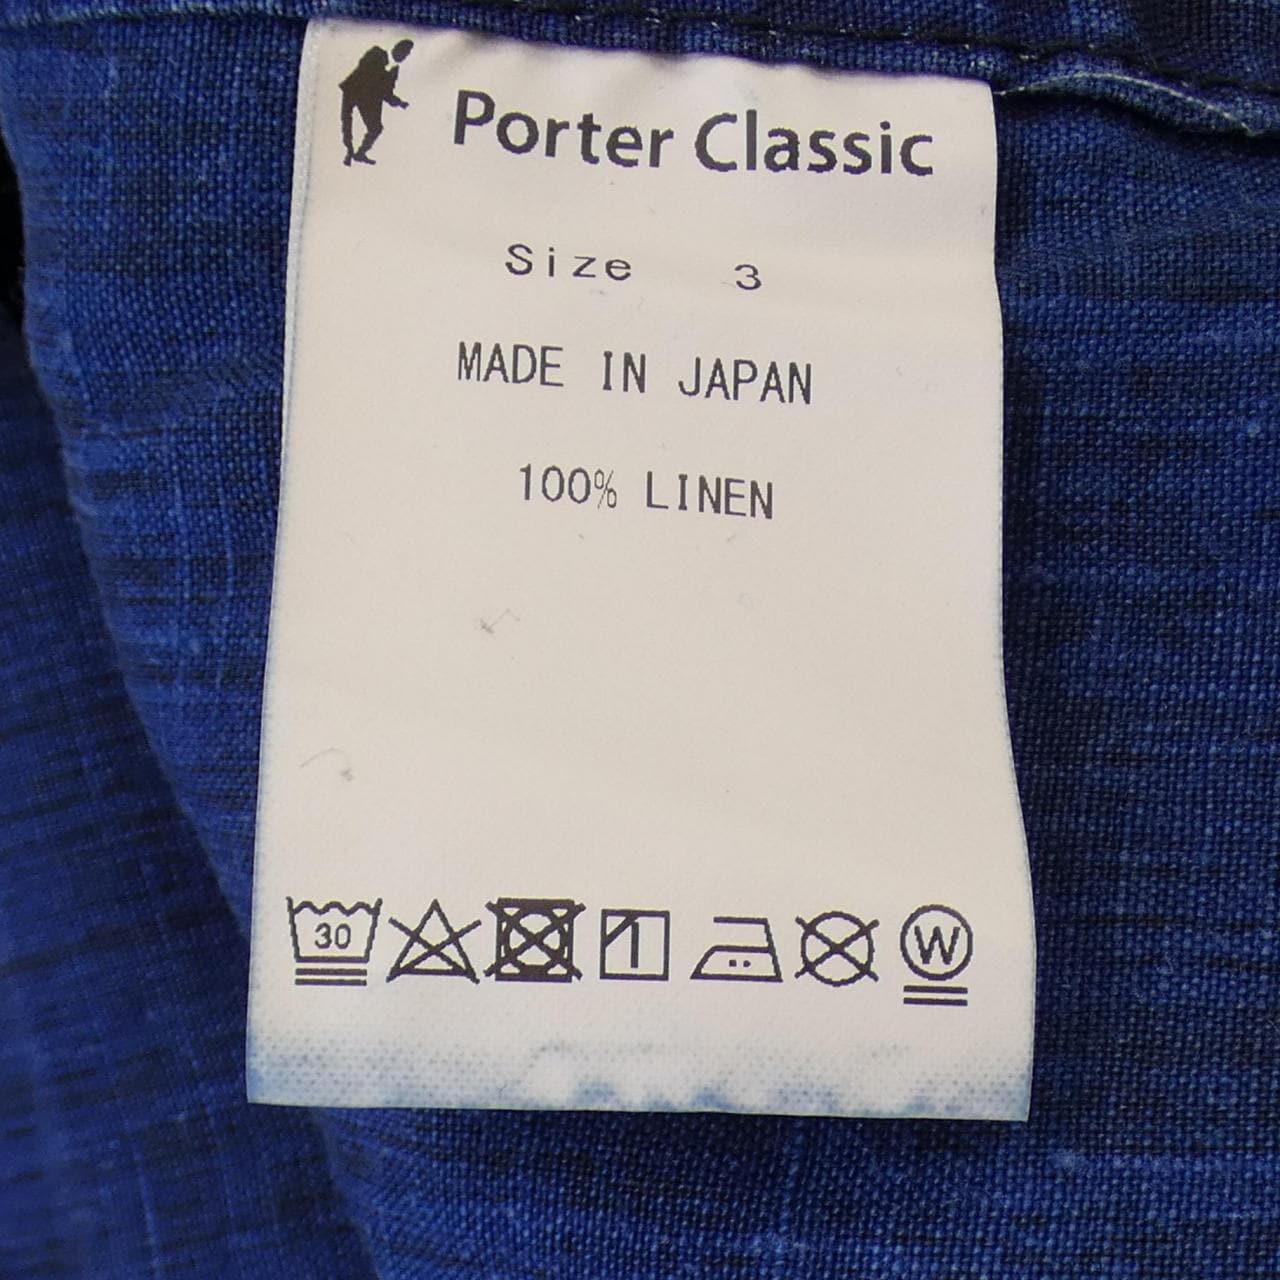 Porter Classic
Size 3
MADE IN JAPAN
100% LINEN
30
W